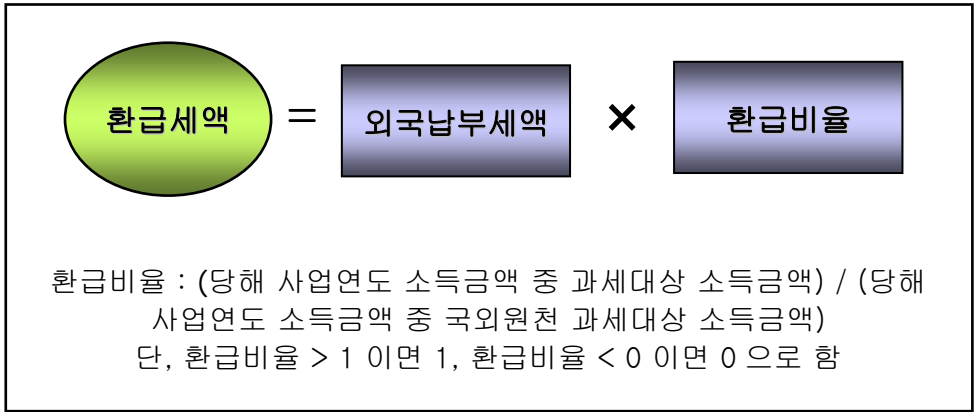 환급세액 = 외국납부세액 × 환급비율
환급비율 : (당해 사업연도 소득금액 중 과세대상 소득금액) / (당해
사업연도 소득금액 중 국외원천 과세대상 소득금액)
단, 환급비율 > 1 이면 1, 환급비율 < 0 이면 0 으로 함